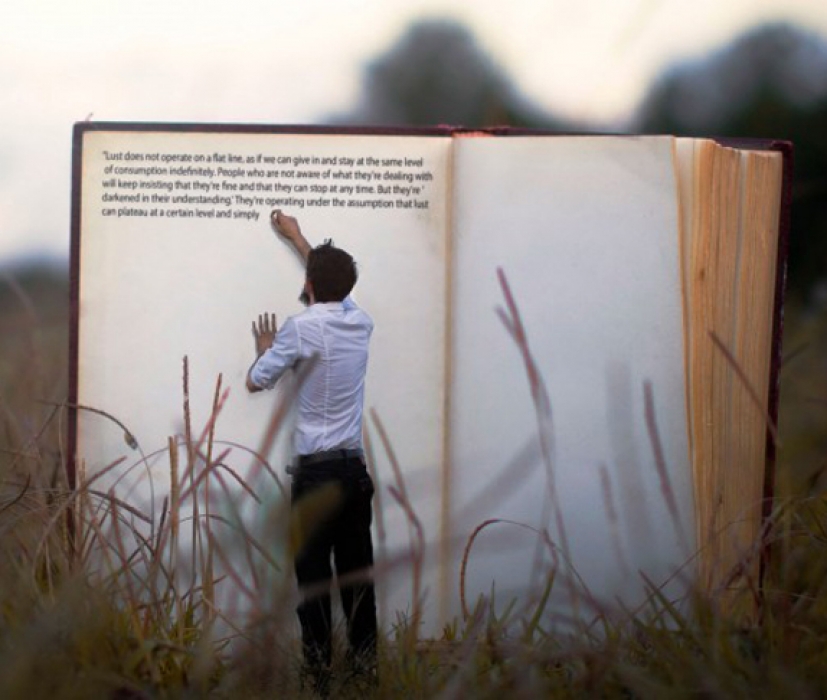 "Lust does not operate on a flat line, as if we can give in and stay at the same level
of consumption indefinitely. People who are not aware of what they're dealing with
will keep insisting that they're fine and that they can stop at any time. But they're '
darkened in their understanding.' They're operating under the assumption that lust
can plateau at a certain level and simply